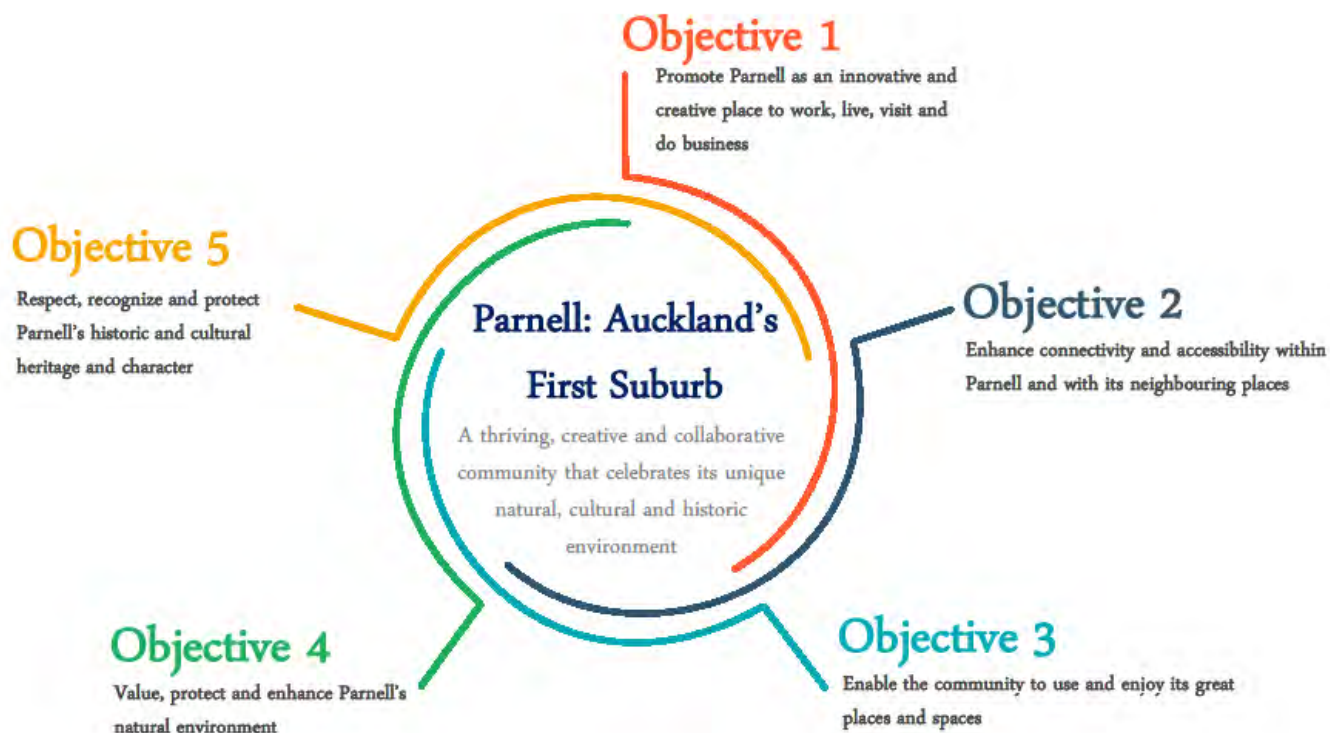 Objective 1
Promote Parnell as an innovative and
creative place to work, live, visit and
do business
Objective 2
Enhance connectivity and accessibility within
Parnell and with its neighbouring places
Objective 3
Enable the community to use and enjoy its great
places and spaces
Objective 4
Value, protect and enhance Parnell's
natural environment
Objective 5
Respect, recognize and protect
Parnell's historic and cultural
heritage and character
Parnell: Auckland's
First Suburb
A thriving, creative and collaborative
community that celebrates its unique
natural, cultural and historic
environment